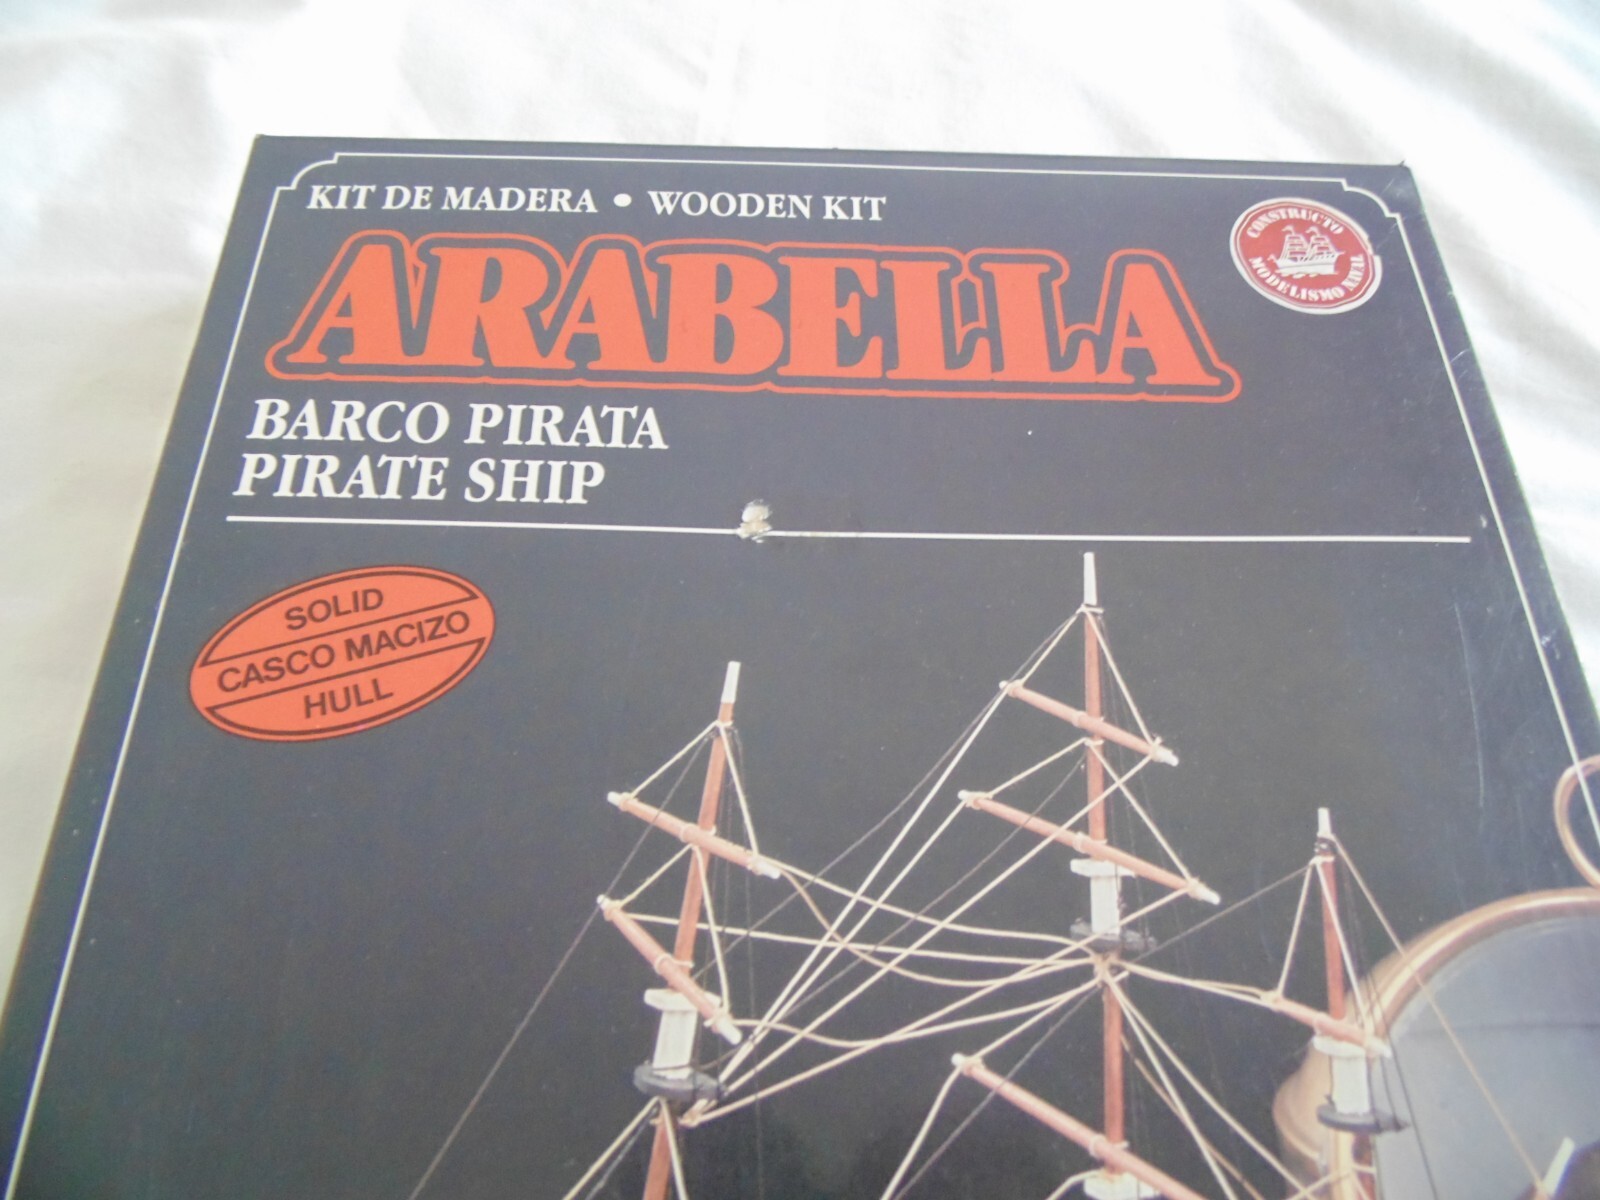 KIT DE MADERA • WOODEN KIT
CONSTRUCTO
MODELISMO NAVAL
ARABELLA
BARCO PIRATA
PIRATE SHIP
SOLID
CASCO MACIZO
HULL